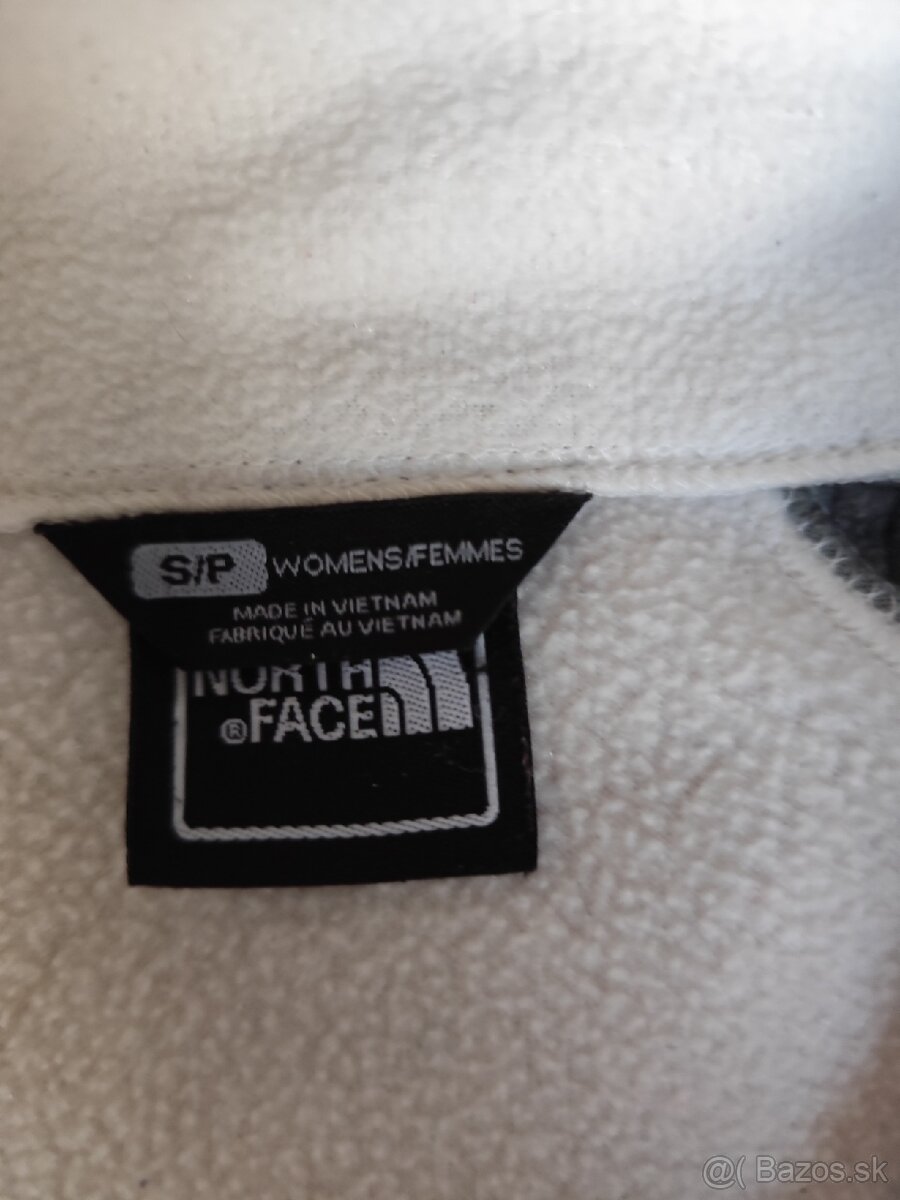 S/P WOMENS/FEMMES
MADE IN VIETNAM
FABRIQUÉ AU VIETNAM
NORTH
®FACE
@( Bazos.sk